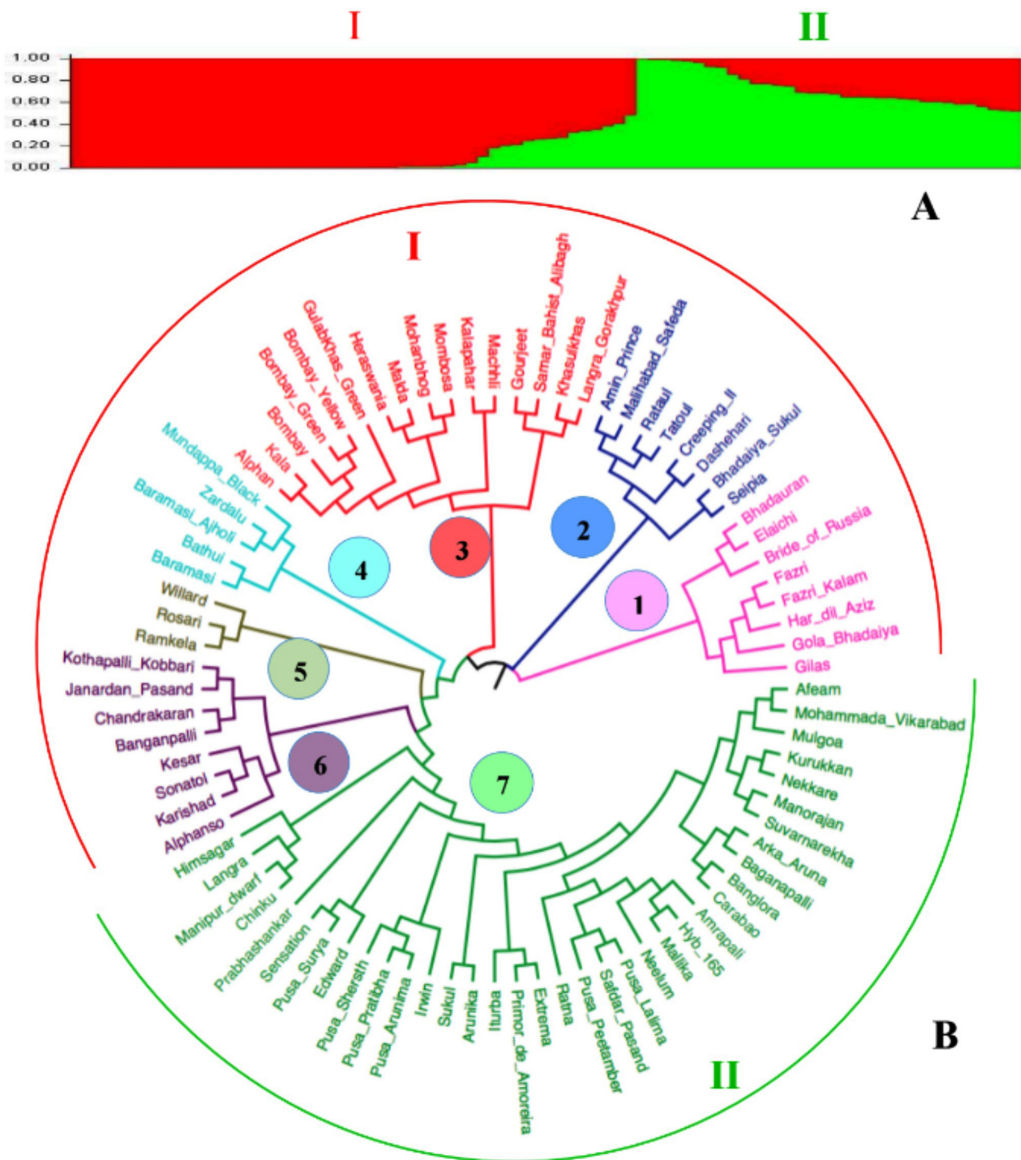 I
II
1.00
0.80
0.60
0.40
0.20
0.00
A
I
Mundappa_Black
Alphan
Kala
Bombay
Bombay_Green
Bombay_Yellow
GulabKhas_Green
Heraswania
Malda
Mohanbhog
Mombosa
Kalapahar
Machhli
Gourjeet
Samar_Bahist_Alibagh
Khasulkhas
Langra_Gorakhpur
Amin_Prince
Malihabad_Safeda
Rataul
Tatoul
Creeping_II
Dashehari
Bhadaiya_Sukul
Seipia
Bhadauran
Elaichi
Bride_of_Russia
Fazri
Fazri_Kalam
Har_dil_Aziz
Gola_Bhadaiya
Gilas
Afeam
Mohammada_Vikarabad
Mulgoa
Kurukkan
Nekkare
Manorajan
Suvarnarekha
Arka_Aruna
Baganapalli
Banglora
Carabao
Amrapali
Hyb_165
Mallika
Neelum
Pusa_Lalima
Safdar_Pasand
Pusa_Peetamber
Ratna
Extrema
Primor_de_Amoreira
Ituba
Arunika
Sukul
Irwin
Pusa_Arunima
Pusa_Pratibha
Pusa_Shersth
Edward
Pusa_Surya
Sensation
Prabhashankar
Chinku
Manipur_dwarf
Langra
Himsagar
Alphanso
Karishad
Sonatol
Kesar
Banganpalli
Chandrakaran
Janardan_Pasand
Kothapalli_Kobbari
Ramkela
Rosari
Willard
Baramasi
Bathui
Baramasi_Ajholi
Zardalu
1
2
3
4
5
6
7
B
II